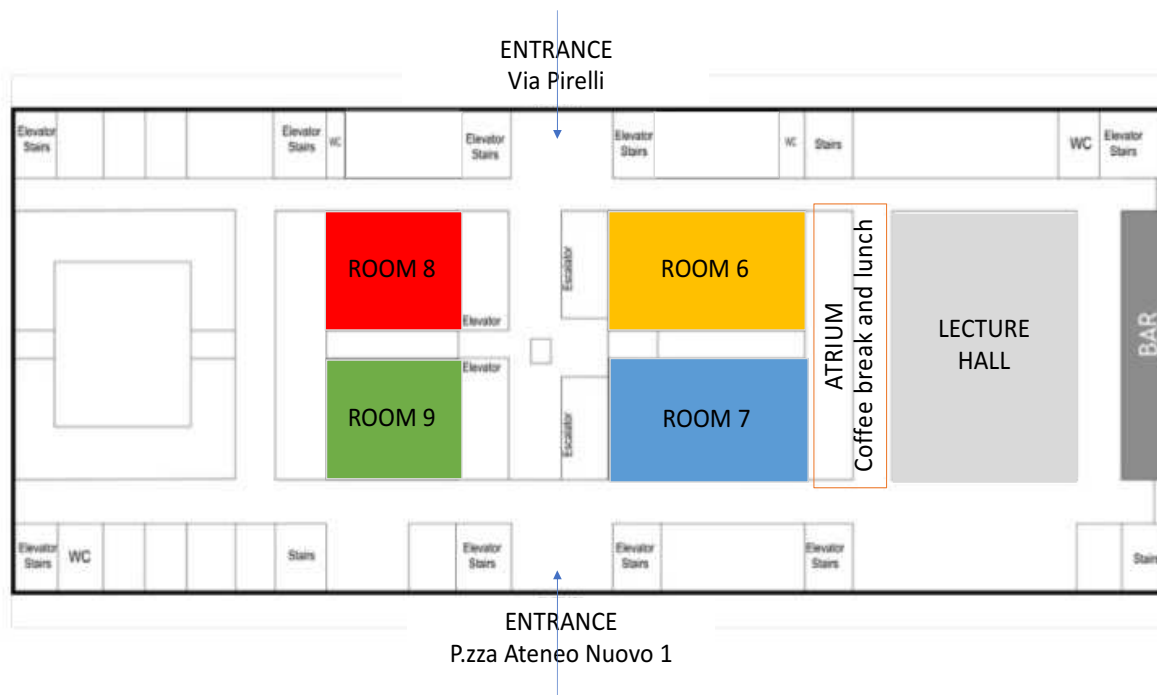 ENTRANCE
Via Pirelli
Elevator
Stairs
Elevator
Stairs
WC
Elevator
Stairs
Elevator
Stairs
WC
Stairs
WC
Elevator
Stairs
ROOM 8
Elevator
Escalator
ROOM 6
ATRIUM
Coffee break and lunch
LECTURE
HALL
BAR
ROOM 9
Elevator
Escalator
ROOM 7
Elevator
Stairs
WC
Stairs
Elevator
Stairs
Elevator
Stairs
Elevator
Stairs
Stairs
ENTRANCE
P.zza Ateneo Nuovo 1